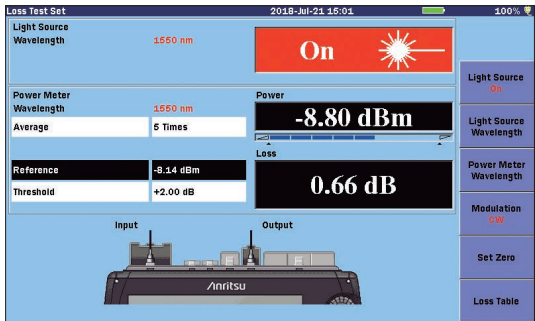 Loss Test Set 2018-Jul-21 15:01 100%
Light Source
Wavelength 1550 nm
On
Power Meter
Wavelength 1550 nm
Average 5 Times
Reference -8.14 dBm
Threshold +2.00 dB
Power
-8.80 dBm
Loss
0.66 dB
Input Output
Anritsu
Light Source
On
Light Source
Wavelength
Power Meter
Wavelength
Modulation
CW
Set Zero
Loss Table